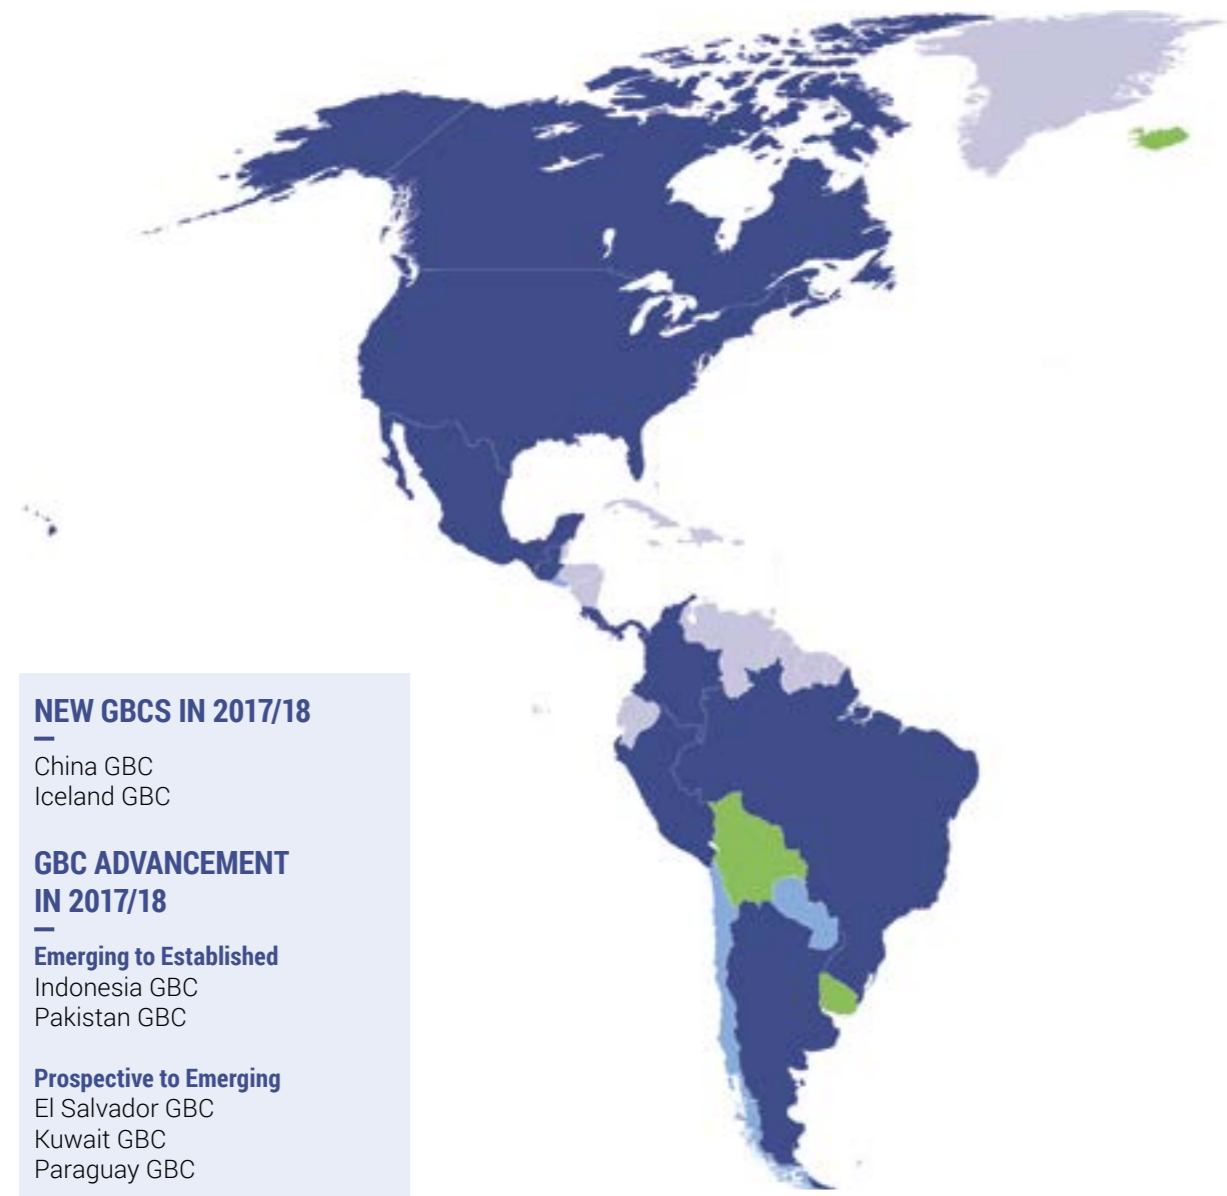 NEW GBCS IN 2017/18
China GBC
Iceland GBC
GBC ADVANCEMENT
IN 2017/18
Emerging to Established
Indonesia GBC
Pakistan GBC
Prospective to Emerging
El Salvador GBC
Kuwait GBC
Paraguay GBC